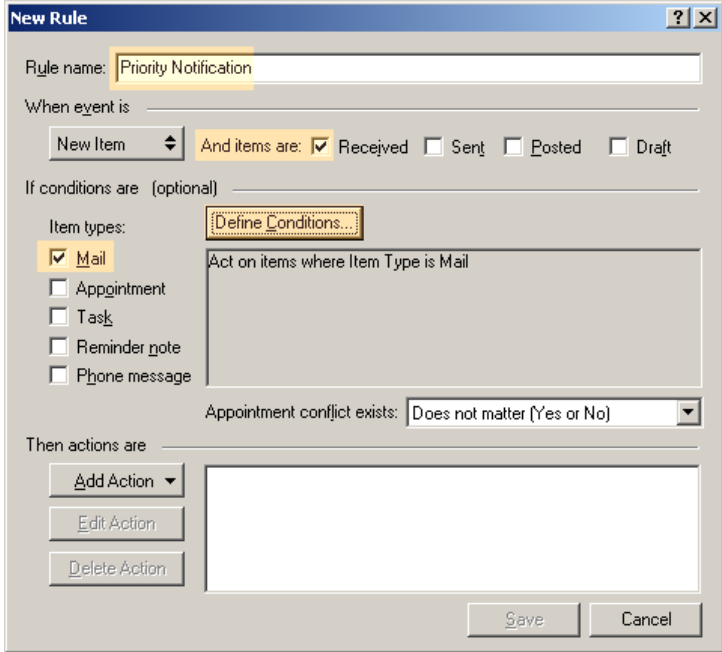 New Rule
Rule name: Priority Notification
When event is
New Item And items are: Received Sent Posted Draft
If conditions are (optional)
Item types: Define Conditions...
Mail Act on items where Item Type is Mail
Appointment
Task
Reminder note
Phone message
Appointment conflict exists: Does not matter (Yes or No)
Then actions are
Add Action
Edit Action
Delete Action
Save Cancel